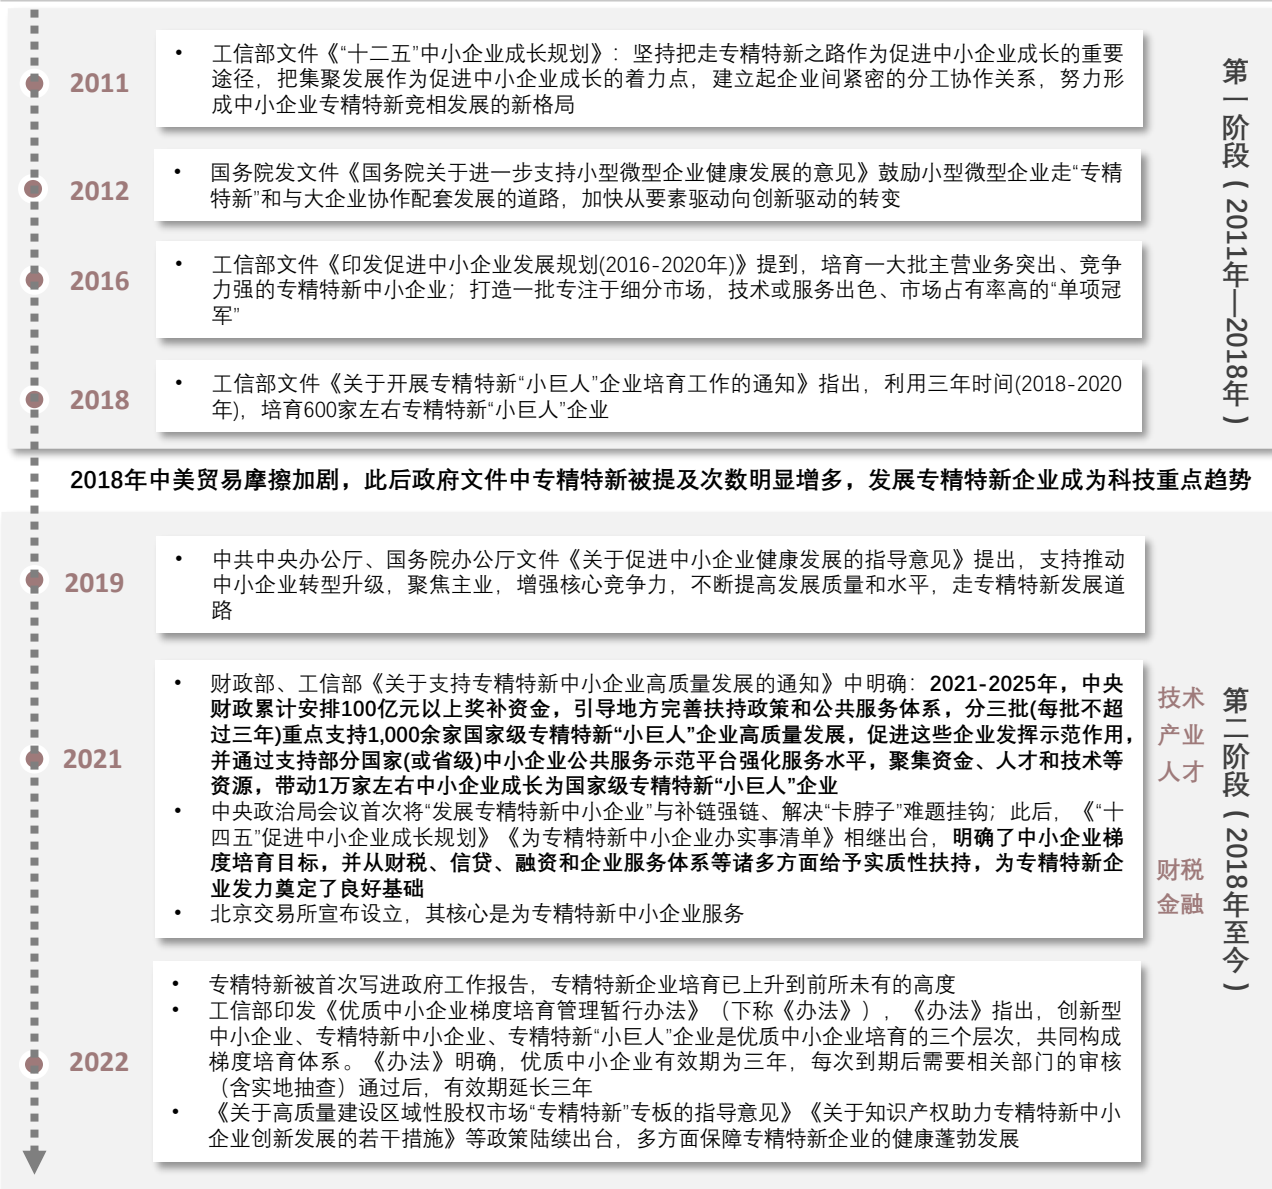 2011
• 工信部文件《“十二五”中小企业成长规划》：坚持把走专精特新之路作为促进中小企业成长的重要
途径，把集聚发展作为促进中小企业成长的着力点，建立起企业间紧密的分工协作关系，努力形
成中小企业专精特新竞相发展的新格局
2012
• 国务院发文件《国务院关于进一步支持小型微型企业健康发展的意见》鼓励小型微型企业走“专精
特新”和与大企业协作配套发展的道路，加快从要素驱动向创新驱动的转变
2016
• 工信部文件《印发促进中小企业发展规划(2016-2020年)》提到，培育一大批主营业务突出、竞争
力强的专精特新中小企业；打造一批专注于细分市场，技术或服务出色、市场占有率高的“单项冠
军”
2018
• 工信部文件《关于开展专精特新“小巨人”企业培育工作的通知》指出，利用三年时间(2018-2020
年)，培育600家左右专精特新“小巨人”企业
第一阶段（2011年—2018年）
2018年中美贸易摩擦加剧，此后政府文件中专精特新被提及次数明显增多，发展专精特新企业成为科技重点趋势
2019
• 中共中央办公厅、国务院办公厅文件《关于促进中小企业健康发展的指导意见》提出，支持推动
中小企业转型升级，聚焦主业，增强核心竞争力，不断提高发展质量和水平，走专精特新发展道
路
2021
• 财政部、工信部《关于支持专精特新中小企业高质量发展的通知》中明确：2021-2025年，中央
财政累计安排100亿元以上奖补资金，引导地方完善扶持政策和公共服务体系，分三批(每批不超
过三年)重点支持1,000余家国家级专精特新“小巨人”企业高质量发展，促进这些企业发挥示范作用，
并通过支持部分国家(或省级)中小企业公共服务示范平台强化服务水平，聚集资金、人才和技术等
资源，带动1万家左右中小企业成长为国家级专精特新“小巨人”企业
• 中央政治局会议首次将“发展专精特新中小企业”与补链强链、解决“卡脖子”难题挂钩；此后，《“十
四五”促进中小企业成长规划》《为专精特新中小企业办实事清单》相继出台，明确了中小企业梯
度培育目标，并从财税、信贷、融资和企业服务体系等诸多方面给予实质性扶持，为专精特新企
业发力奠定了良好基础
• 北京交易所宣布设立，其核心是为专精特新中小企业服务
技术
产业
人才
财税
金融
第二阶段（2018年至今）
2022
• 专精特新被首次写进政府工作报告，专精特新企业培育已上升到前所未有的高度
• 工信部印发《优质中小企业梯度培育管理暂行办法》（下称《办法》），《办法》指出，创新型
中小企业、专精特新中小企业、专精特新“小巨人”企业是优质中小企业培育的三个层次，共同构成
梯度培育体系。《办法》明确，优质中小企业有效期为三年，每次到期后需要相关部门的审核
（含实地抽查）通过后，有效期延长三年
• 《关于高质量建设区域性股权市场“专精特新”专板的指导意见》《关于知识产权助力专精特新中小
企业创新发展的若干措施》等政策陆续出台，多方面保障专精特新企业的健康蓬勃发展